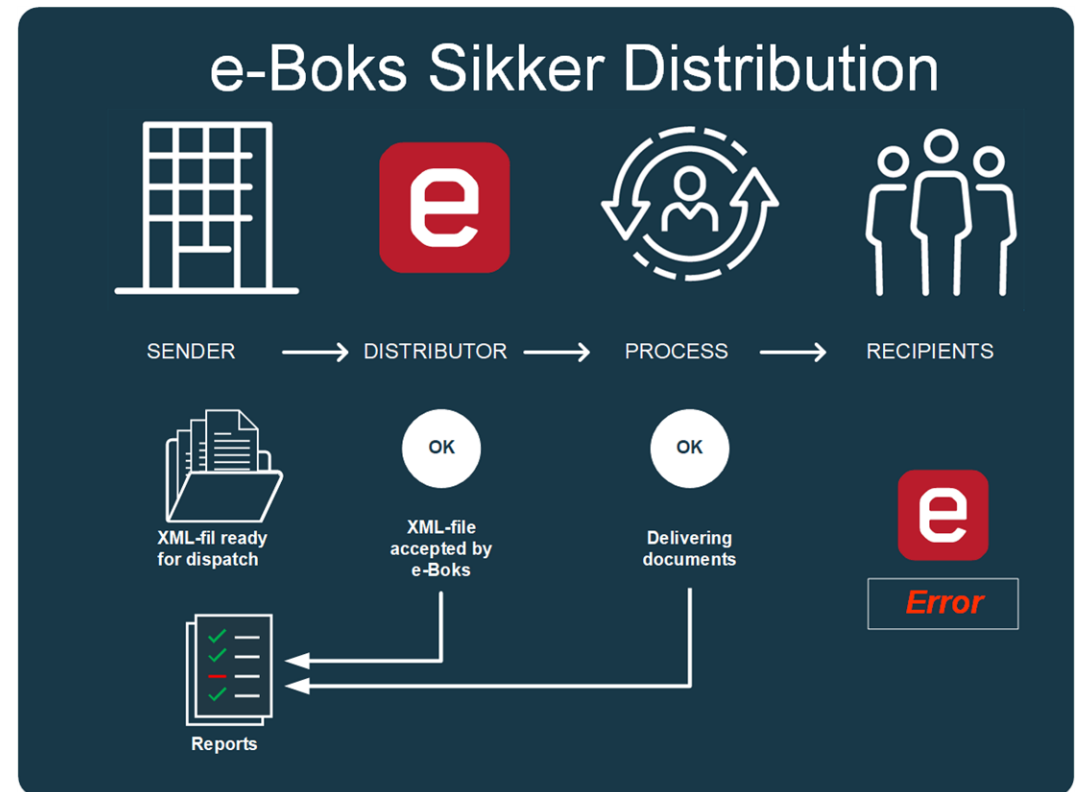 e-Boks Sikker Distribution
e
SENDER
DISTRIBUTOR
PROCESS
RECIPIENTS
OK
OK
XML-fil ready
for dispatch
XML-file
accepted by
e-Boks
Delivering
documents
e
Error
Reports